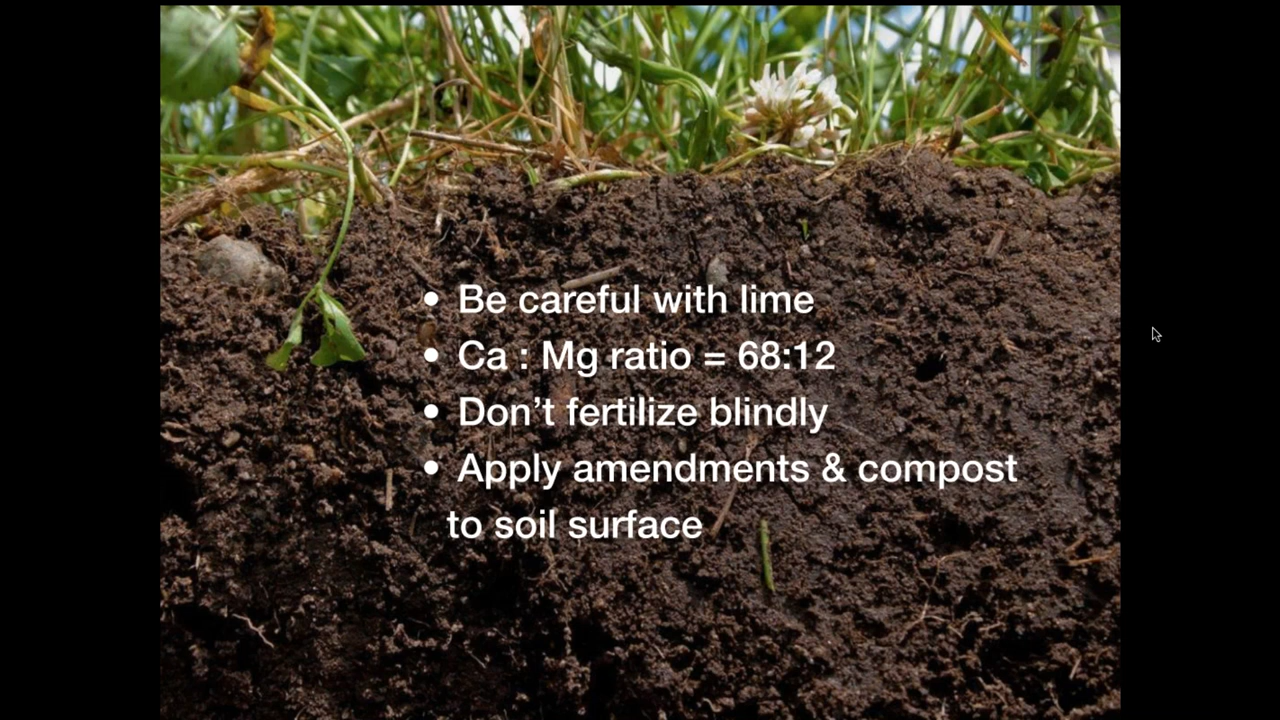 • Be careful with lime
• Ca : Mg ratio = 68:12
• Don’t fertilize blindly
• Apply amendments & compost
to soil surface